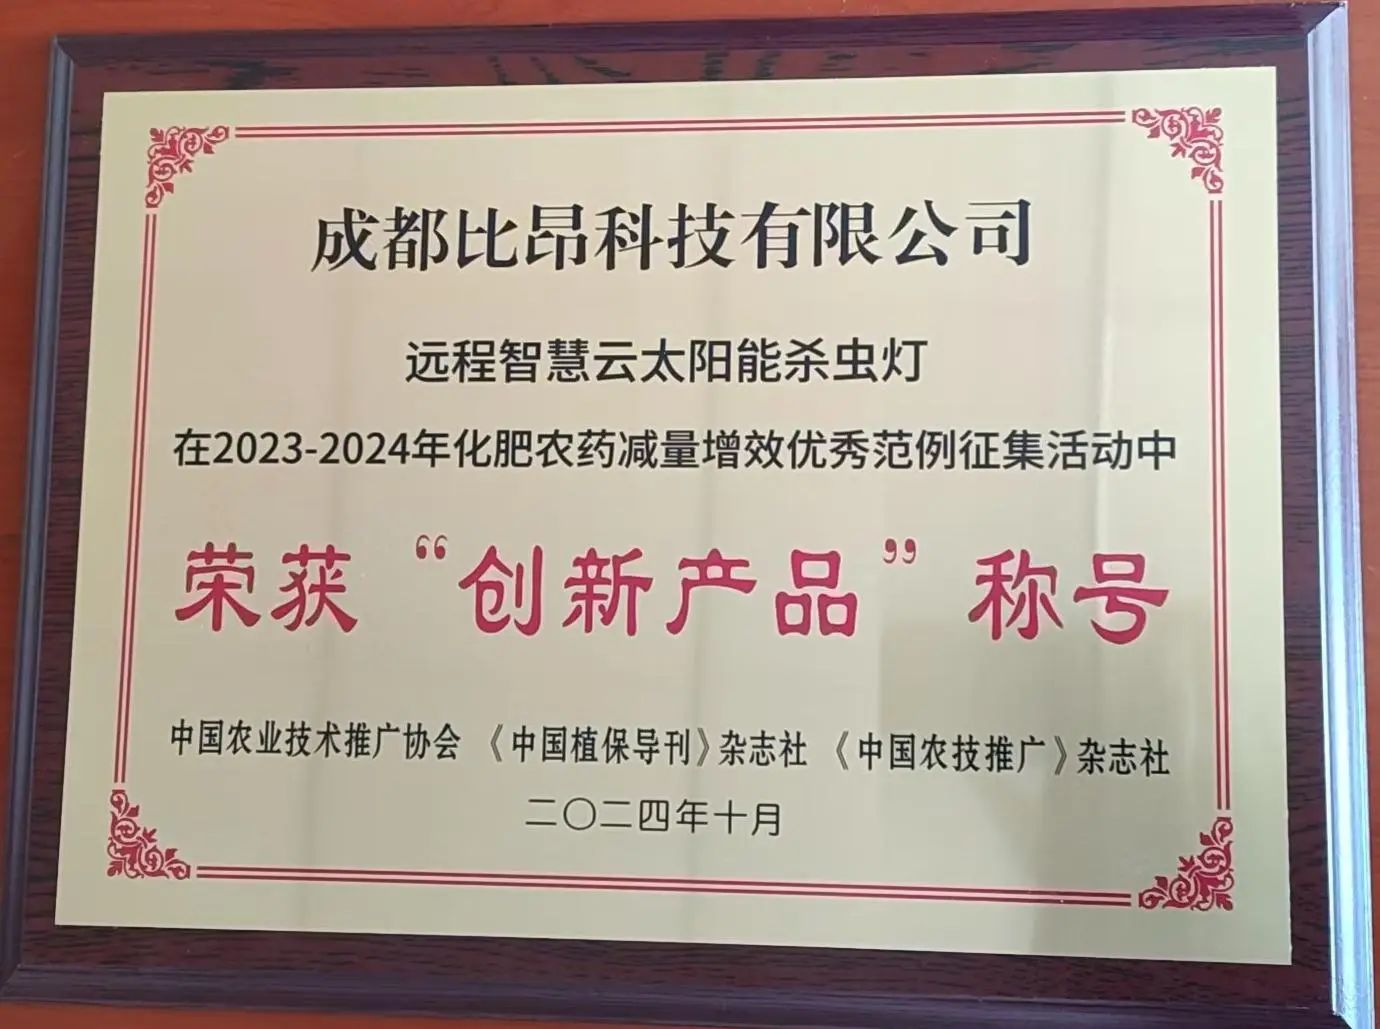 成都比昂科技有限公司
远程智慧云太阳能杀虫灯
在2023-2024年化肥农药减量增效优秀范例征集活动中
荣获“创新产品”称号
中国农业技术推广协会 《中国植保导刊》杂志社 《中国农技推广》杂志社
二〇二四年十月